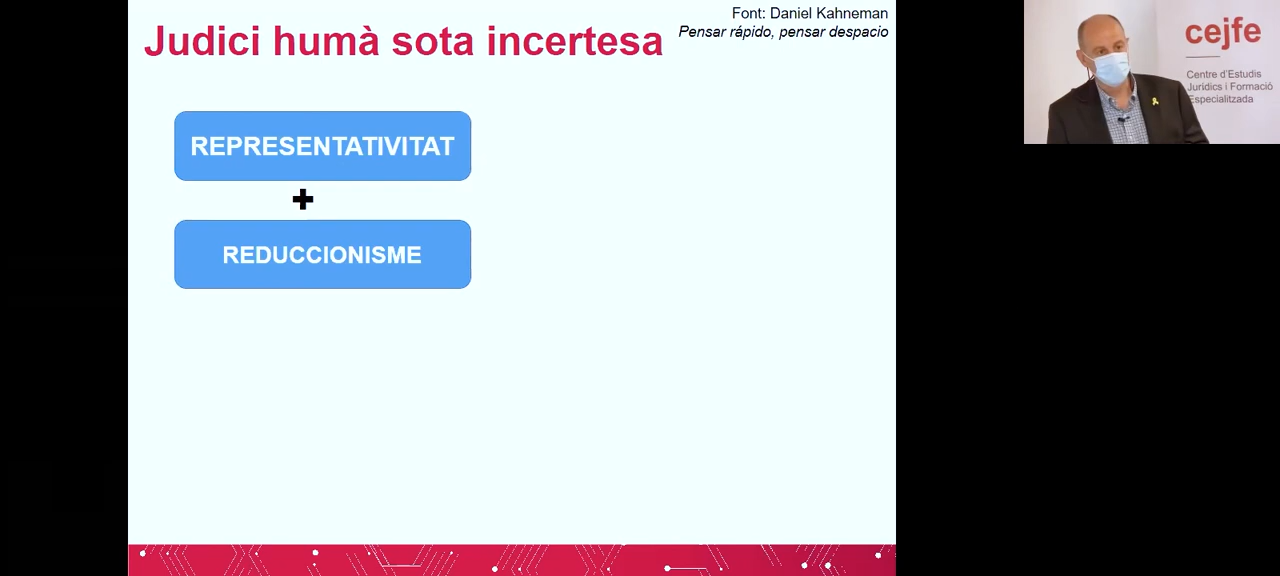 Judici humà sota incertesa
Font: Daniel Kahneman
Pensar rápido, pensar despacio
REPRESENTATIVITAT
+
REDUCCIONISME
cejfe
Centre d'Estudis
Jurídics i Formació
Especialitzada